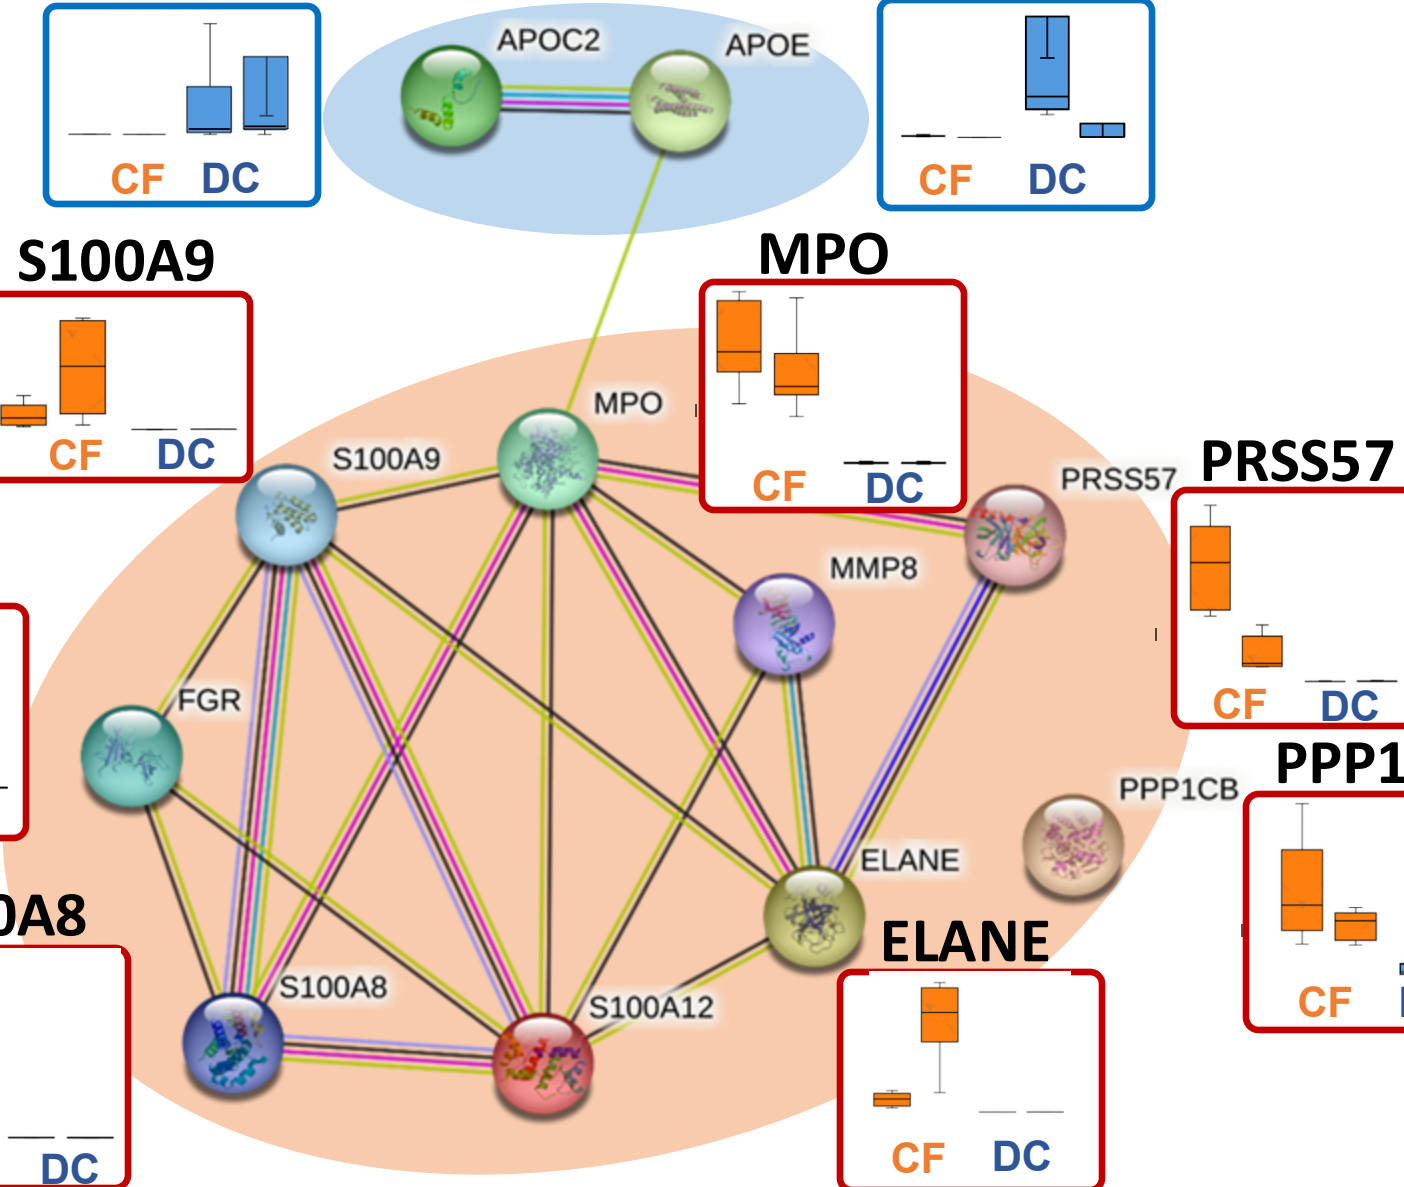 APOC2
APOE
CF DC
CF DC
S100A9
MPO
CF DC
MPO
S100A9
CF DC
PRSS57
PRSS57
MMP8
CF DC
FGR
PPP1
PPP1CB
ELANE
0A8
ELANE
S100A8
S100A12
CF
CF DC
DC